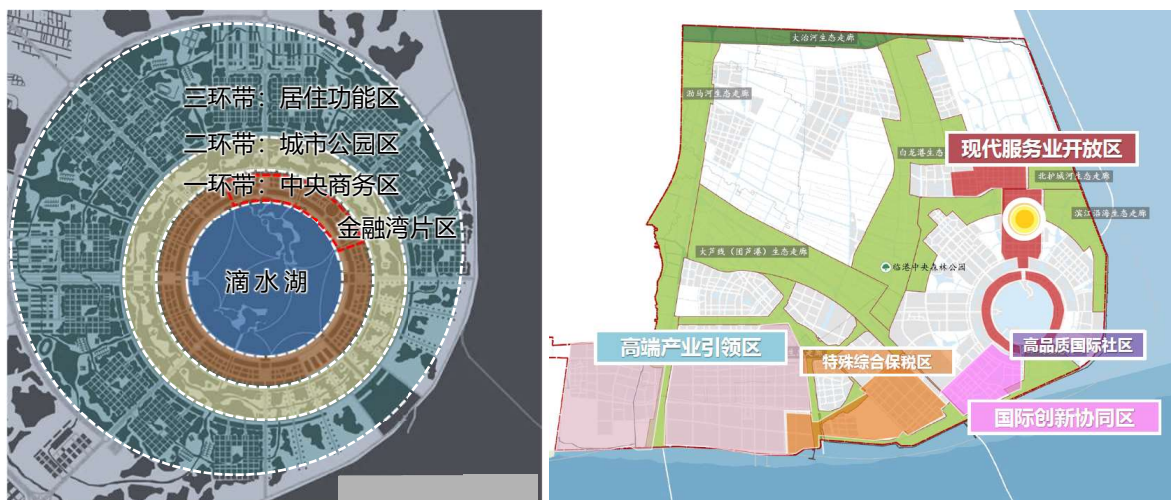 三环带：居住功能区
二环带：城市公园区
一环带：中央商务区
金融湾片区
滴水湖
大治河生态走廊
泐马河生态走廊
现代服务业开放区
白龙港生态
北护城河生态走廊
滨江沿海生态走廊
大芦线（团芦港）生态走廊
临港中央森林公园
高端产业引领区
特殊综合保税区
高品质国际社区
国际创新协同区